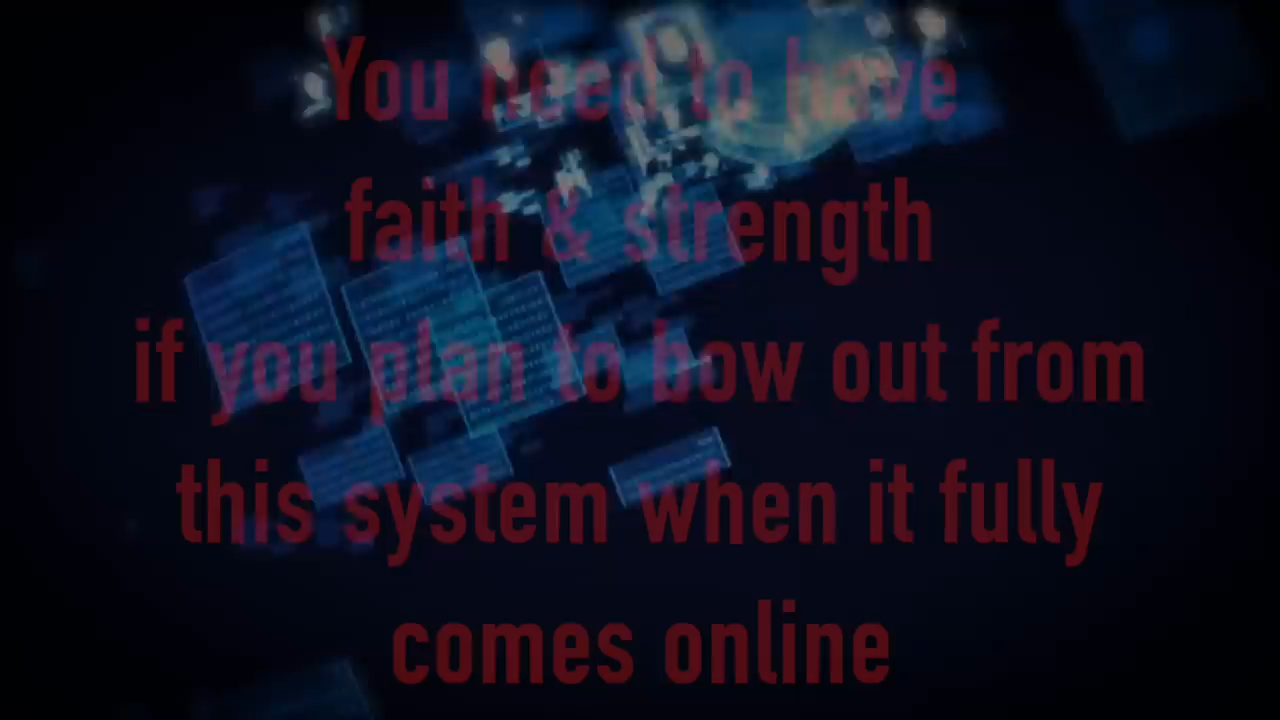 You need to have
faith & strength
if you plan to bow out from
this system when it fully
comes online